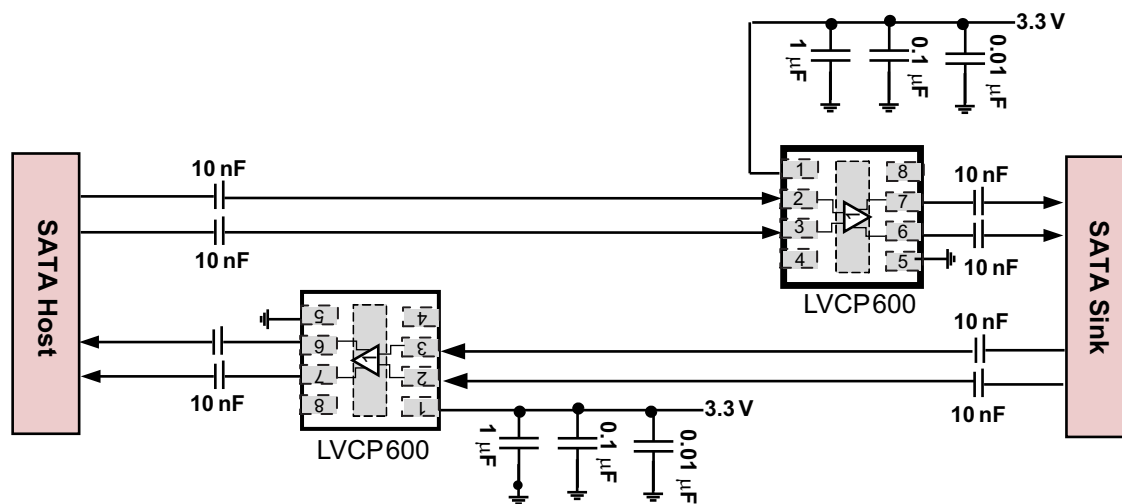 3.3 V
1 µF
0.1 µF
0.01 µF
10 nF
10 nF
SATA Host
1
2
3
4
8
7
6
5
1
LVCP600
10 nF
10 nF
SATA Sink
10 nF
10 nF
5
6
7
8
4
3
2
1
1
LVCP600
10 nF
10 nF
3.3 V
1 µF
0.1 µF
0.01 µF